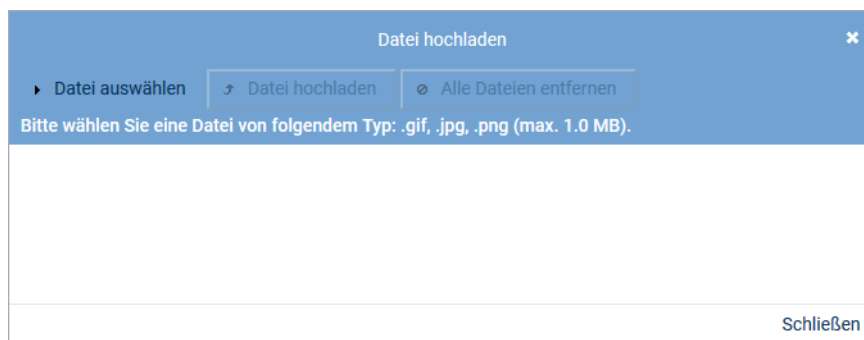 Datei hochladen
Datei auswählen Datei hochladen Alle Dateien entfernen
Bitte wählen Sie eine Datei von folgendem Typ: .gif, .jpg, .png (max. 1.0 MB).
Schließen